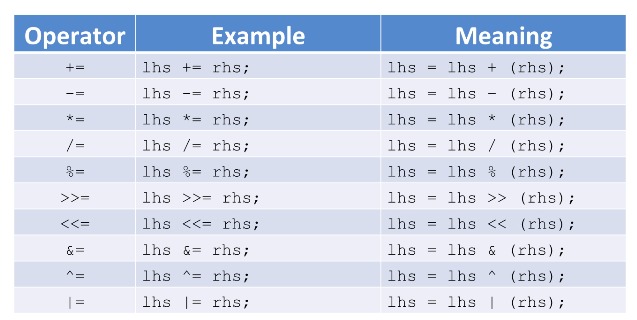 Operator Example Meaning
+= lhs += rhs; lhs = lhs + (rhs);
-= lhs -= rhs; lhs = lhs – (rhs);
*= lhs *= rhs; lhs = lhs * (rhs);
/= lhs /= rhs; lhs = lhs / (rhs);
%= lhs %= rhs; lhs = lhs % (rhs);
>>= lhs >>= rhs; lhs = lhs >> (rhs);
<<= lhs <<= rhs; lhs = lhs << (rhs);
&= lhs &= rhs; lhs = lhs & (rhs);
^= lhs ^= rhs; lhs = lhs ^ (rhs);
|= lhs |= rhs; lhs = lhs | (rhs);